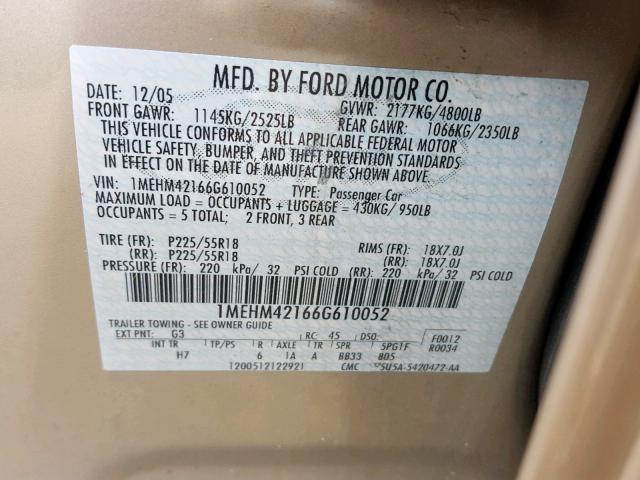 MFD. BY FORD MOTOR CO.
DATE: 12/05 GVWR: 2177KG/4800LB
FRONT GAWR: 1145KG/2525LB REAR GAWR: 1066KG/2350LB
THIS VEHICLE CONFORMS TO ALL APPLICABLE FEDERAL MOTOR
VEHICLE SAFETY, BUMPER, AND THEFT PREVENTION STANDARDS
IN EFFECT ON THE DATE OF MANUFACTURE SHOWN ABOVE.
VIN: 1MEHM42166G610052 TYPE: Passenger Car
MAXIMUM LOAD = OCCUPANTS + LUGGAGE = 430KG/ 950LB
OCCUPANTS = 5 TOTAL; 2 FRONT, 3 REAR
TIRE (FR): P225/55R18 RIMS (FR): 18X7.0J
(RR): P225/55R18 (RR): 18X7.0J
PRESSURE (FR): 220 kPa/ 32 PSI COLD (RR): 220 kPa/ 32 PSI COLD
1MEHM42166G610052
TRAILER TOWING - SEE OWNER GUIDE
EXT PNT: G3 RC: 45 DSO: F0012
INT TR TP/PS R AXLE TR SPR 5PG1F R0034
H7 6 1A A BB33 B05
1200512122921 CMC 5U5A-5420472-AA